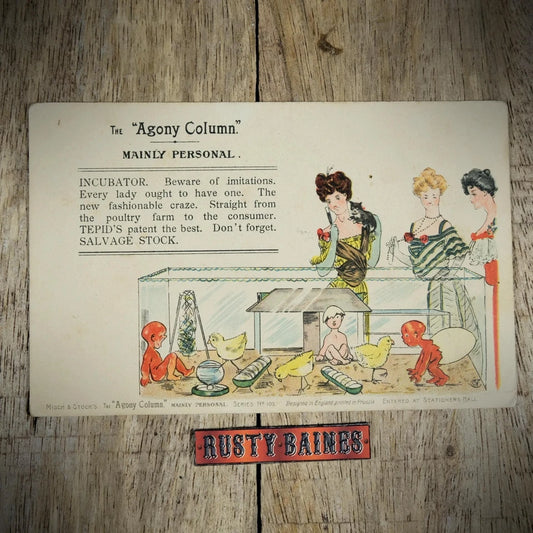 THE "Agony Column."
MAINLY PERSONAL.
INCUBATOR. Beware of imitations.
Every lady ought to have one. The
new fashionable craze. Straight from
the poultry farm to the consumer.
TEPID'S patent the best. Don't forget.
SALVAGE STOCK.
MISCH & STOCK'S. THE "Agony Column." MAINLY PERSONAL SERIES No 105. Designed in England printed in Prussia ENTERED AT STATIONERS HALL
RUSTY·BAINES